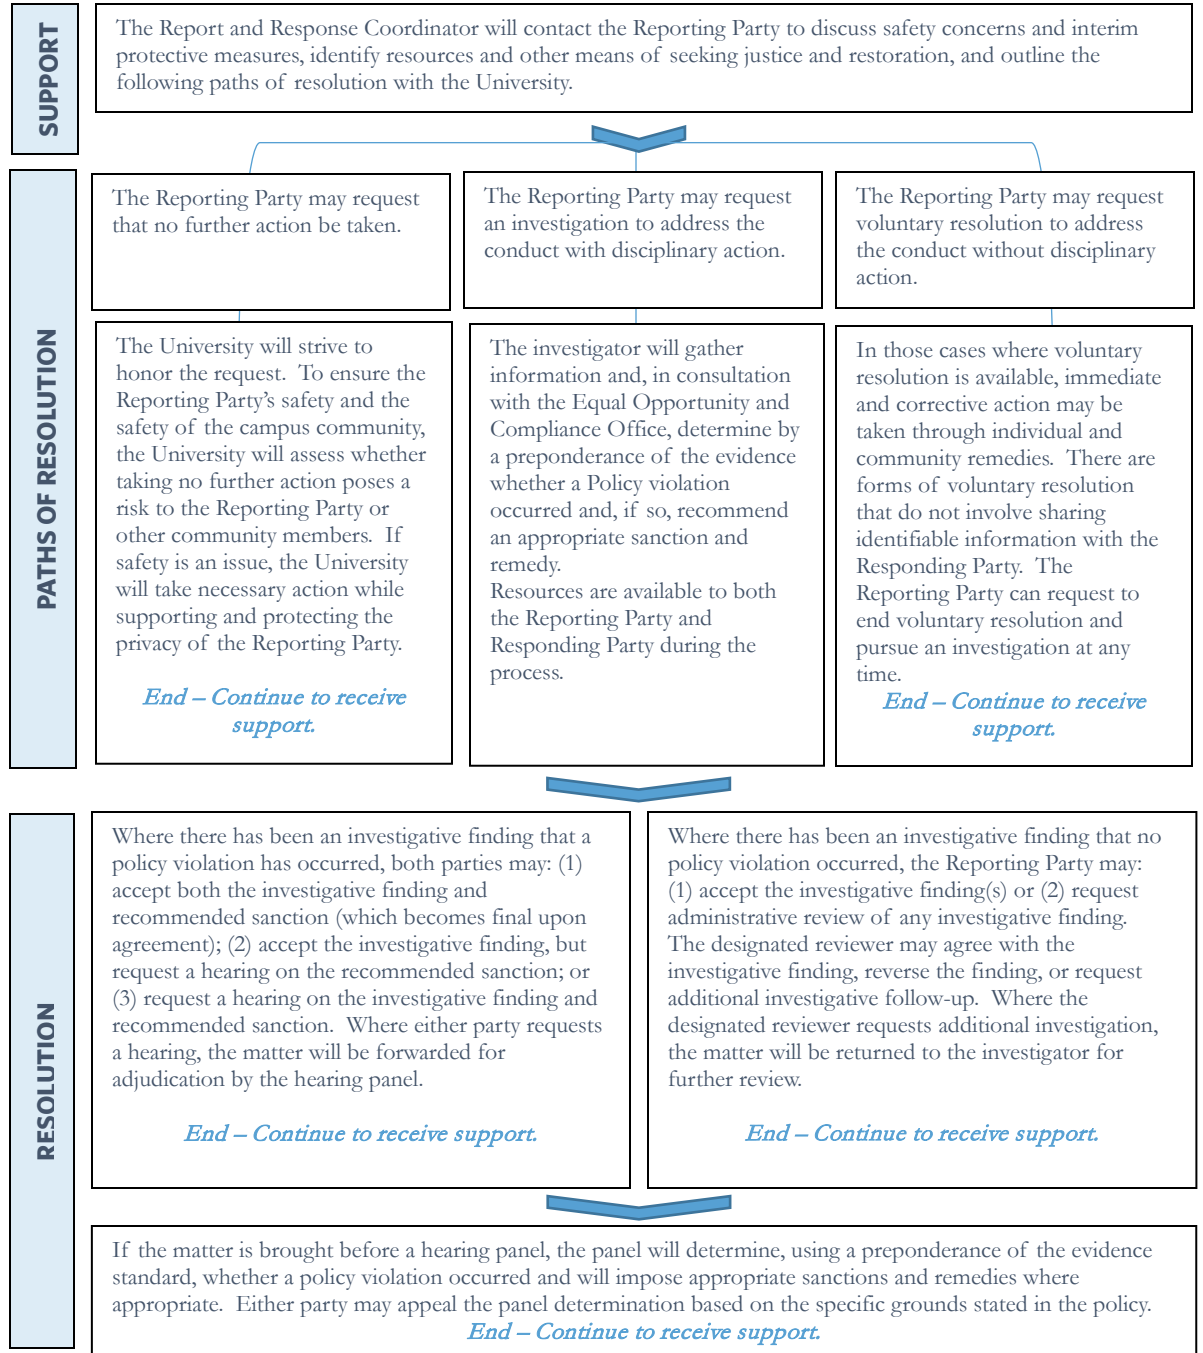 SUPPORT
The Report and Response Coordinator will contact the Reporting Party to discuss safety concerns and interim
protective measures, identify resources and other means of seeking justice and restoration, and outline the
following paths of resolution with the University.
PATHS OF RESOLUTION
The Reporting Party may request
that no further action be taken.
The Reporting Party may request
an investigation to address the
conduct with disciplinary action.
The Reporting Party may request
voluntary resolution to address
the conduct without disciplinary
action.
The University will strive to
honor the request. To ensure the
Reporting Party’s safety and the
safety of the campus community,
the University will assess whether
taking no further action poses a
risk to the Reporting Party or
other community members. If
safety is an issue, the University
will take necessary action while
supporting and protecting the
privacy of the Reporting Party.
End – Continue to receive
support.
The investigator will gather
information and, in consultation
with the Equal Opportunity and
Compliance Office, determine by
a preponderance of the evidence
whether a Policy violation
occurred and, if so, recommend
an appropriate sanction and
remedy.
Resources are available to both
the Reporting Party and
Responding Party during the
process.
In those cases where voluntary
resolution is available, immediate
and corrective action may be
taken through individual and
community remedies. There are
forms of voluntary resolution
that do not involve sharing
identifiable information with the
Responding Party. The
Reporting Party can request to
end voluntary resolution and
pursue an investigation at any
time.
End – Continue to receive
support.
RESOLUTION
Where there has been an investigative finding that a
policy violation has occurred, both parties may: (1)
accept both the investigative finding and
recommended sanction (which becomes final upon
agreement); (2) accept the investigative finding, but
request a hearing on the recommended sanction; or
(3) request a hearing on the investigative finding and
recommended sanction. Where either party requests
a hearing, the matter will be forwarded for
adjudication by the hearing panel.
End – Continue to receive support.
Where there has been an investigative finding that no
policy violation occurred, the Reporting Party may:
(1) accept the investigative finding(s) or (2) request
administrative review of any investigative finding.
The designated reviewer may agree with the
investigative finding, reverse the finding, or request
additional investigative follow-up. Where the
designated reviewer requests additional investigation,
the matter will be returned to the investigator for
further review.
End – Continue to receive support.
If the matter is brought before a hearing panel, the panel will determine, using a preponderance of the evidence
standard, whether a policy violation occurred and will impose appropriate sanctions and remedies where
appropriate. Either party may appeal the panel determination based on the specific grounds stated in the policy.
End – Continue to receive support.